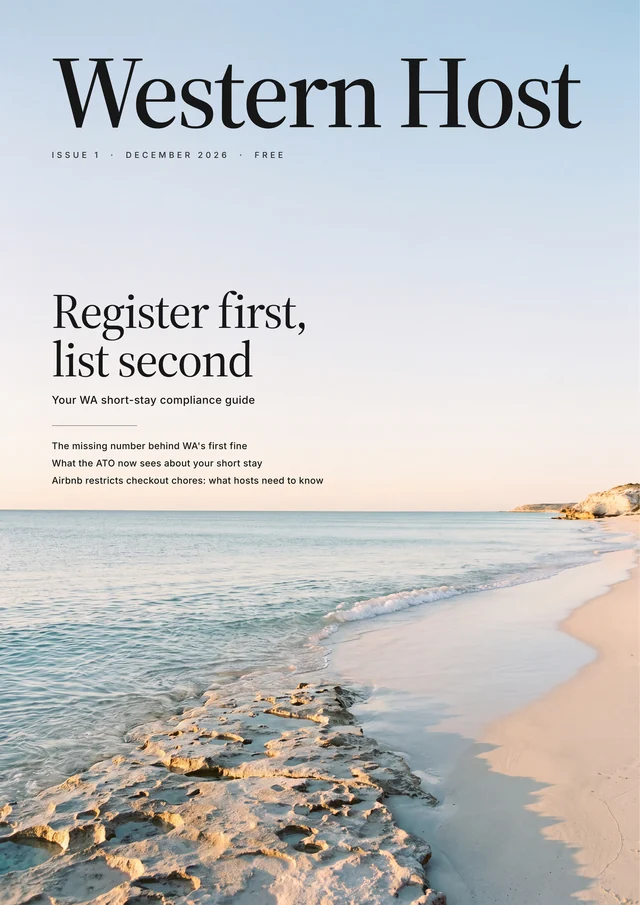 Western Host
ISSUE 1 · DECEMBER 2026 · FREE
Register first,
list second
Your WA short-stay compliance guide
The missing number behind WA's first fine
What the ATO now sees about your short stay
Airbnb restricts checkout chores: what hosts need to know